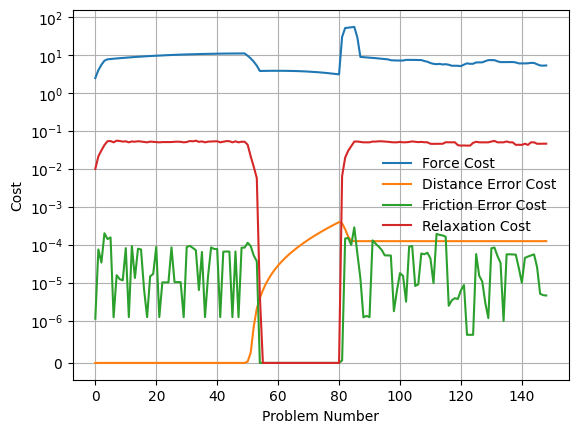 10²
10¹
10⁰
10⁻¹
10⁻²
10⁻³
10⁻⁴
10⁻⁵
10⁻⁶
0
Cost
Force Cost
Distance Error Cost
Friction Error Cost
Relaxation Cost
0 20 40 60 80 100 120 140
Problem Number